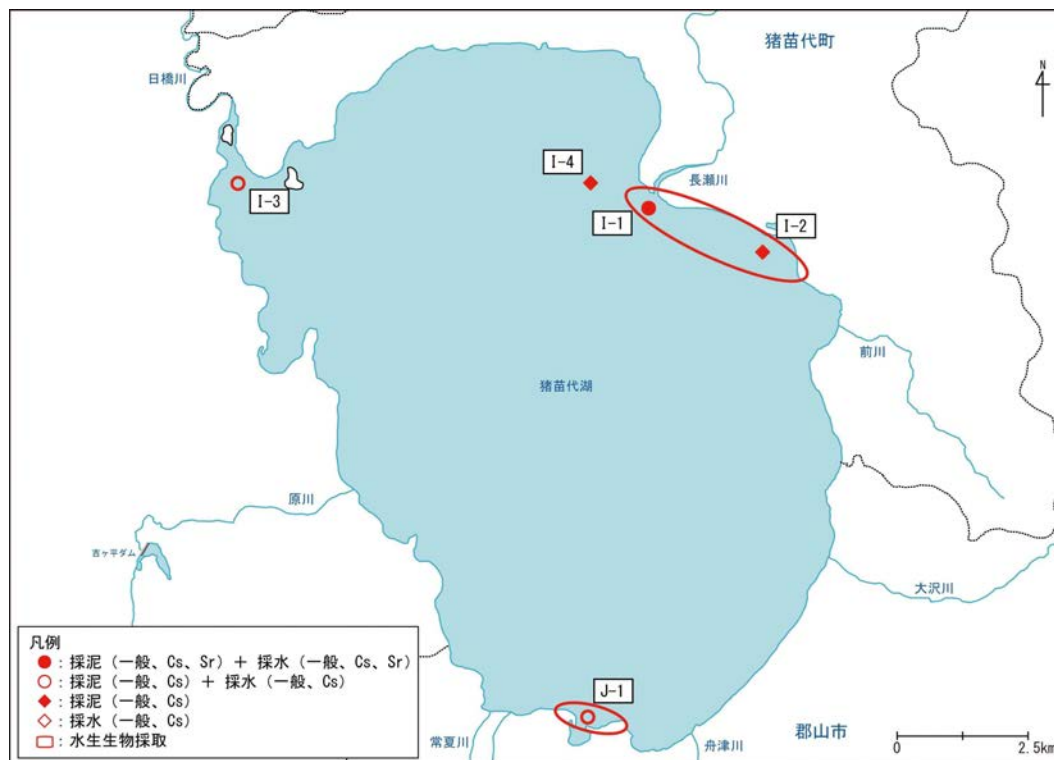 猪苗代町
日橋川
N
I-4
長瀬川
I-3
I-1
I-2
前川
猪苗代湖
原川
吉ヶ平ダム
大沢川
凡例
●：採泥（一般、Cs、Sr）＋ 採水（一般、Cs、Sr）
○：採泥（一般、Cs）＋ 採水（一般、Cs）
◆：採泥（一般、Cs）
◇：採水（一般、Cs）
：水生生物採取
J-1
常夏川
舟津川
郡山市
0 2.5km